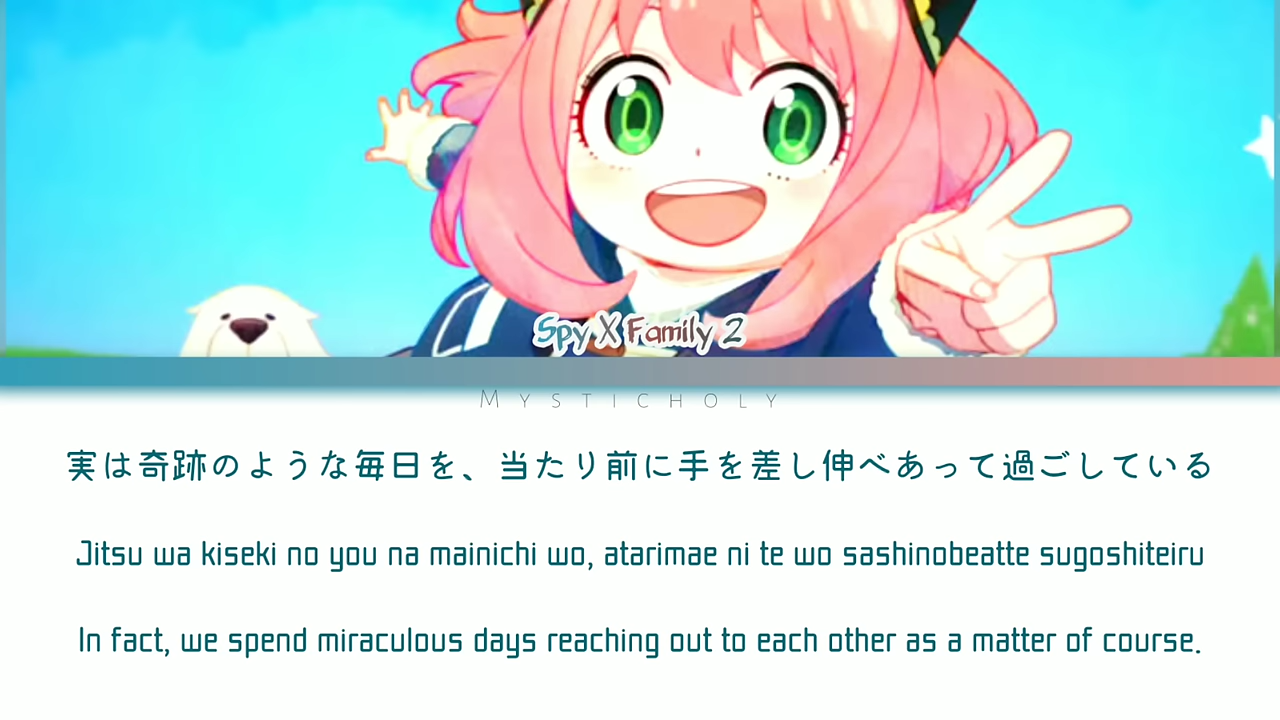 Spy X Family 2
Mysticholy
実は奇跡のような毎日を、当たり前に手を差し伸べあって過ごしている
Jitsu wa kiseki no you na mainichi wo, atarimae ni te wo sashinobeatte sugoshiteiru
In fact, we spend miraculous days reaching out to each other as a matter of course.